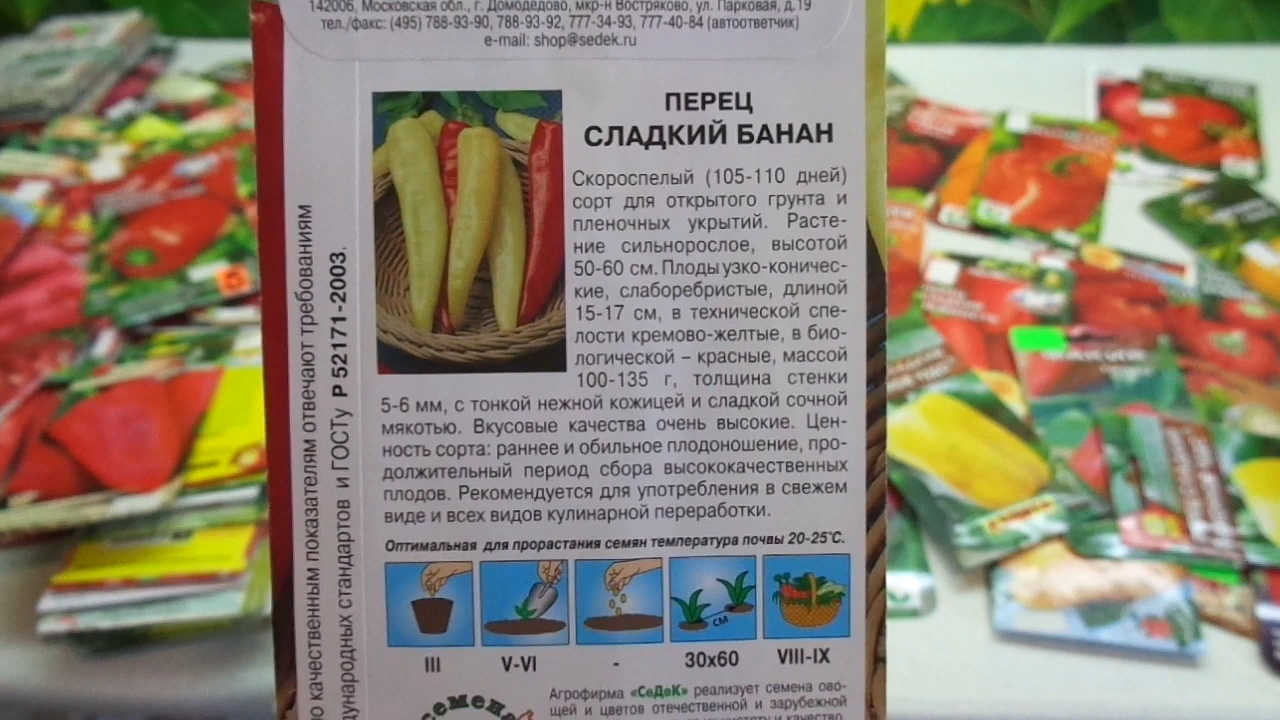 142006, Московская обл., г. Домодедово, мкр-н Востряково, ул. Парковая, д.19
тел./факс: (495) 788-93-90, 788-93-92, 777-34-93, 777-40-84 (автоответчик)
e-mail: shop@sedek.ru
ПЕРЕЦ
СЛАДКИЙ БАНАН
Скороспелый (105-110 дней)
сорт для открытого грунта и
пленочных укрытий. Расте-
ние сильнорослое, высотой
50-60 см. Плоды узко-коничес-
кие, слаборебристые, длиной
15-17 см, в технической спе-
лости кремово-желтые, в био-
логической – красные, массой
100-135 г, толщина стенки
5-6 мм, с тонкой нежной кожицей и сладкой сочной
мякотью. Вкусовые качества очень высокие. Цен-
ность сорта: раннее и обильное плодоношение, про-
должительный период сбора высококачественных
плодов. Рекомендуется для употребления в свежем
виде и всех видов кулинарной переработки.
Оптимальная для прорастания семян температура почвы 20-25°С.
см
III V-VI - 30х60 VIII-IX
семена
Агрофирма «СеДеК» реализует семена ово-
щей и цветов отечественной и зарубежной
качество
по качественным показателям отвечают требованиям
дународных стандартов и ГОСТу Р 52171-2003.